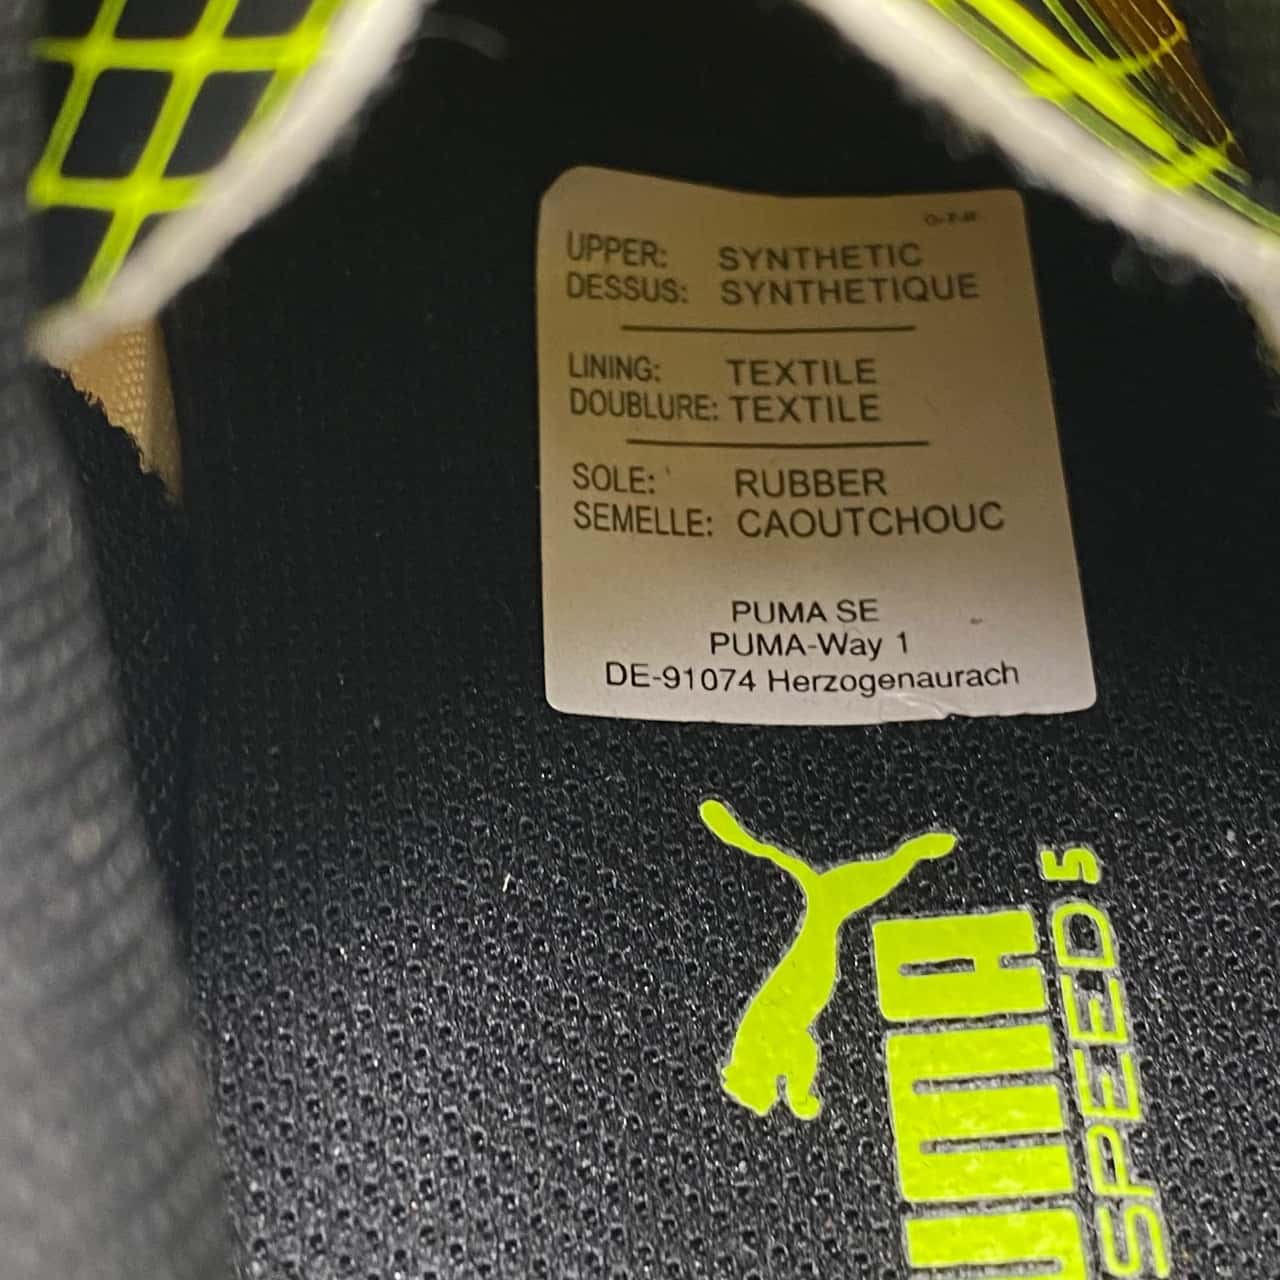 UPPER: SYNTHETIC
DESSUS: SYNTHETIQUE
LINING: TEXTILE
DOUBLURE: TEXTILE
SOLE: RUBBER
SEMELLE: CAOUTCHOUC
PUMA SE
PUMA-Way 1
DE-91074 Herzogenaurach
UMA
SPEED 5